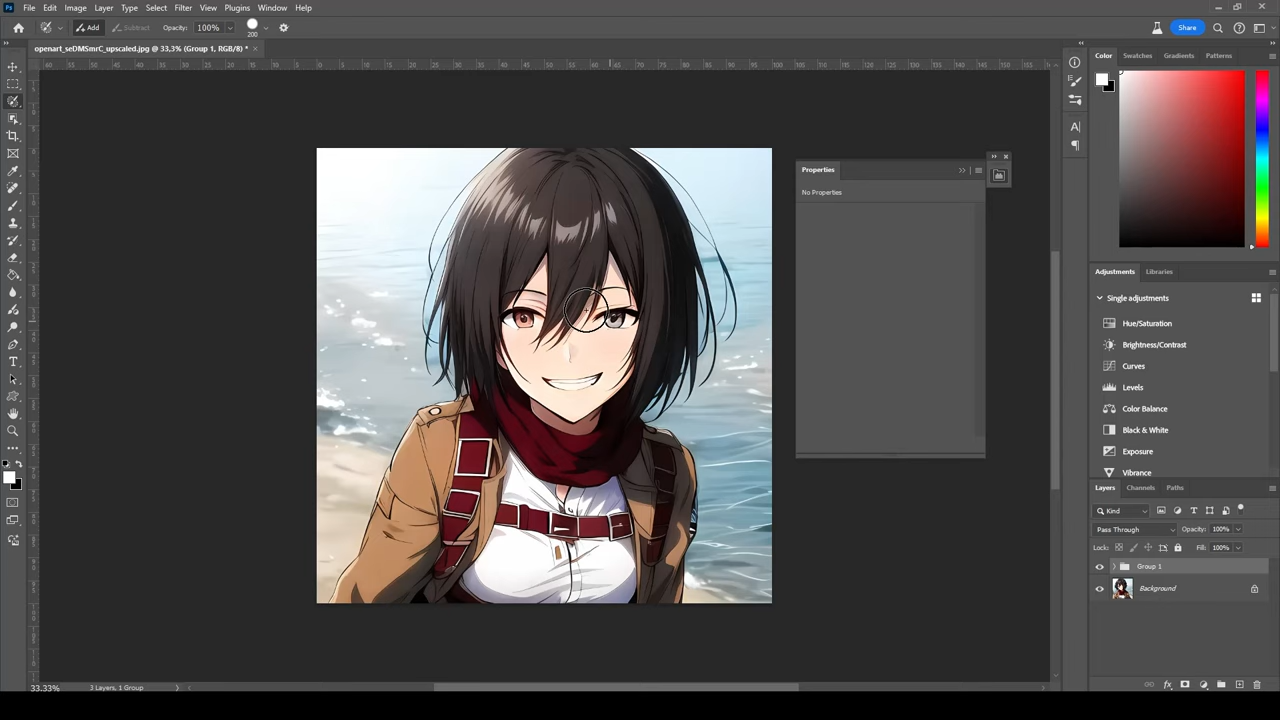 Ps File Edit Image Layer Type Select Filter View Plugins Window Help
Add Subtract Opacity: 100% 200 Share
openart_seDMSmrC_upscaled.jpg @ 33,3% (Group 1, RGB/8) *
Color Swatches Gradients Patterns
Properties
No Properties
Adjustments Libraries
Single adjustments
Hue/Saturation
Brightness/Contrast
Curves
Levels
Color Balance
Black & White
Exposure
Vibrance
Layers Channels Paths
Kind
Pass Through Opacity: 100%
Lock: Fill: 100%
Group 1
Background
33,33% 3 Layers, 1 Group